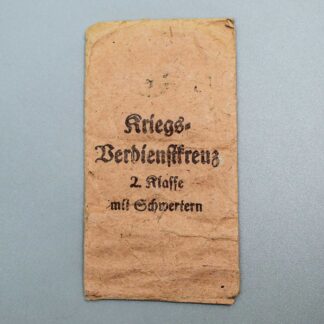 Kriegs-
Verdienstkreuz
2. Klasse
mit Schwertern